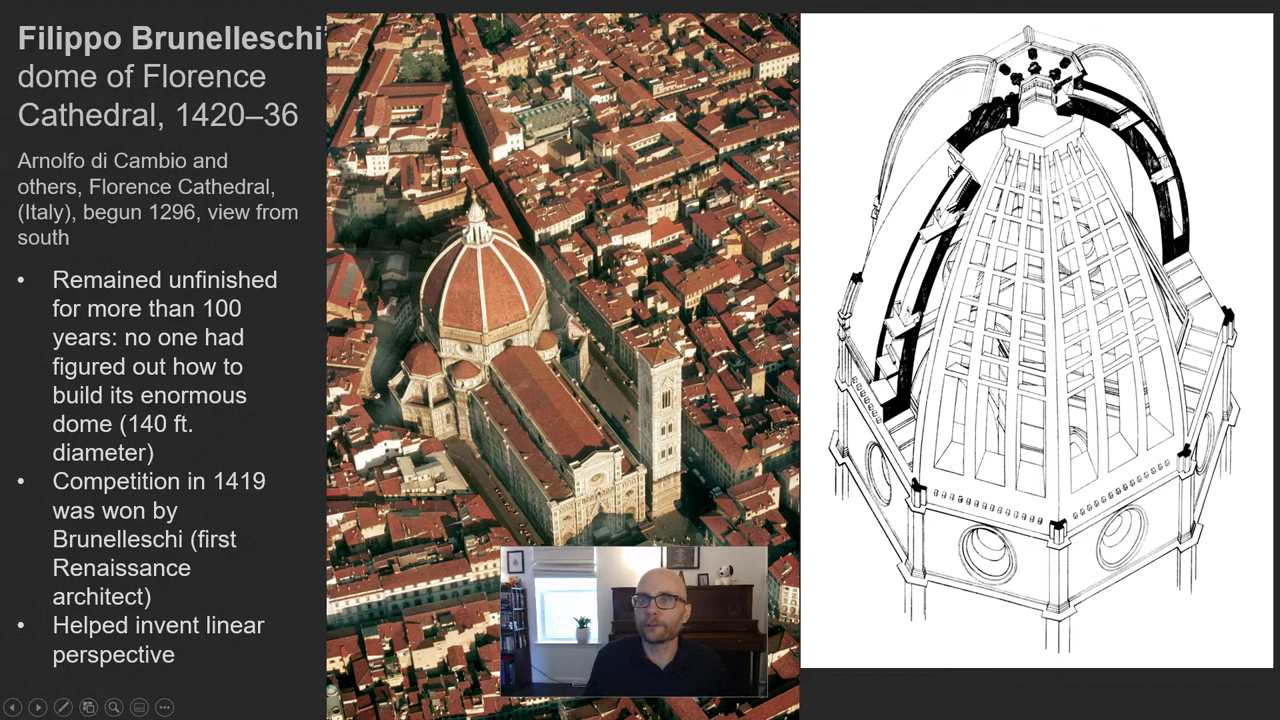 Filippo Brunelleschi'
dome of Florence
Cathedral, 1420–36
Arnolfo di Cambio and
others, Florence Cathedral,
(Italy), begun 1296, view from
south
• Remained unfinished
for more than 100
years: no one had
figured out how to
build its enormous
dome (140 ft.
diameter)
• Competition in 1419
was won by
Brunelleschi (first
Renaissance
architect)
• Helped invent linear
perspective